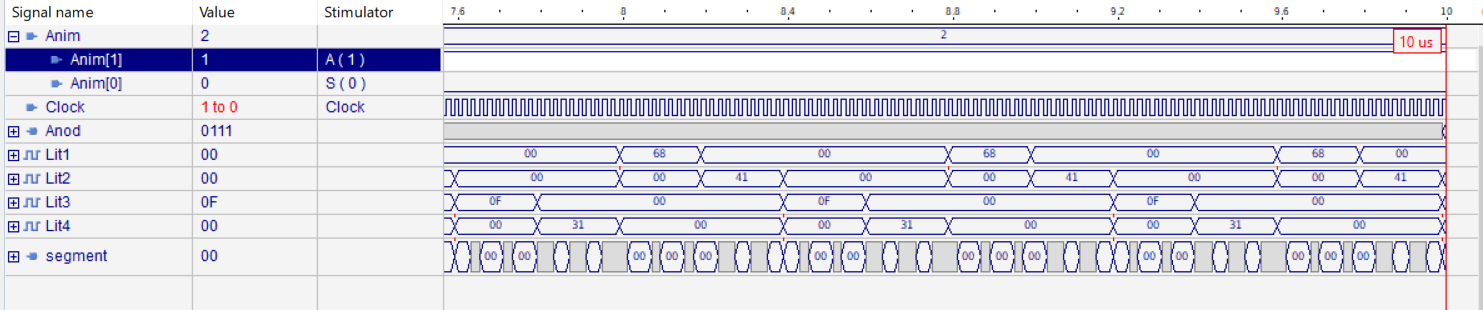 Signal name Value Stimulator 7.6 8 8.4 8.8 9.2 9.6 10
Anim 2 2
10 us
Anim[1] 1 A ( 1 )
Anim[0] 0 S ( 0 )
Clock 1 to 0 Clock
Anod 0111
Lit1 00 00 68 00 68 00 68 00
Lit2 00 00 00 41 00 00 41 00 00 41
Lit3 0F 0F 00 0F 00 0F 00
Lit4 00 00 31 00 00 31 00 00 31 00
segment 00 00 00 00 00 00 00 00 00 00 00 00 00 00 00 00